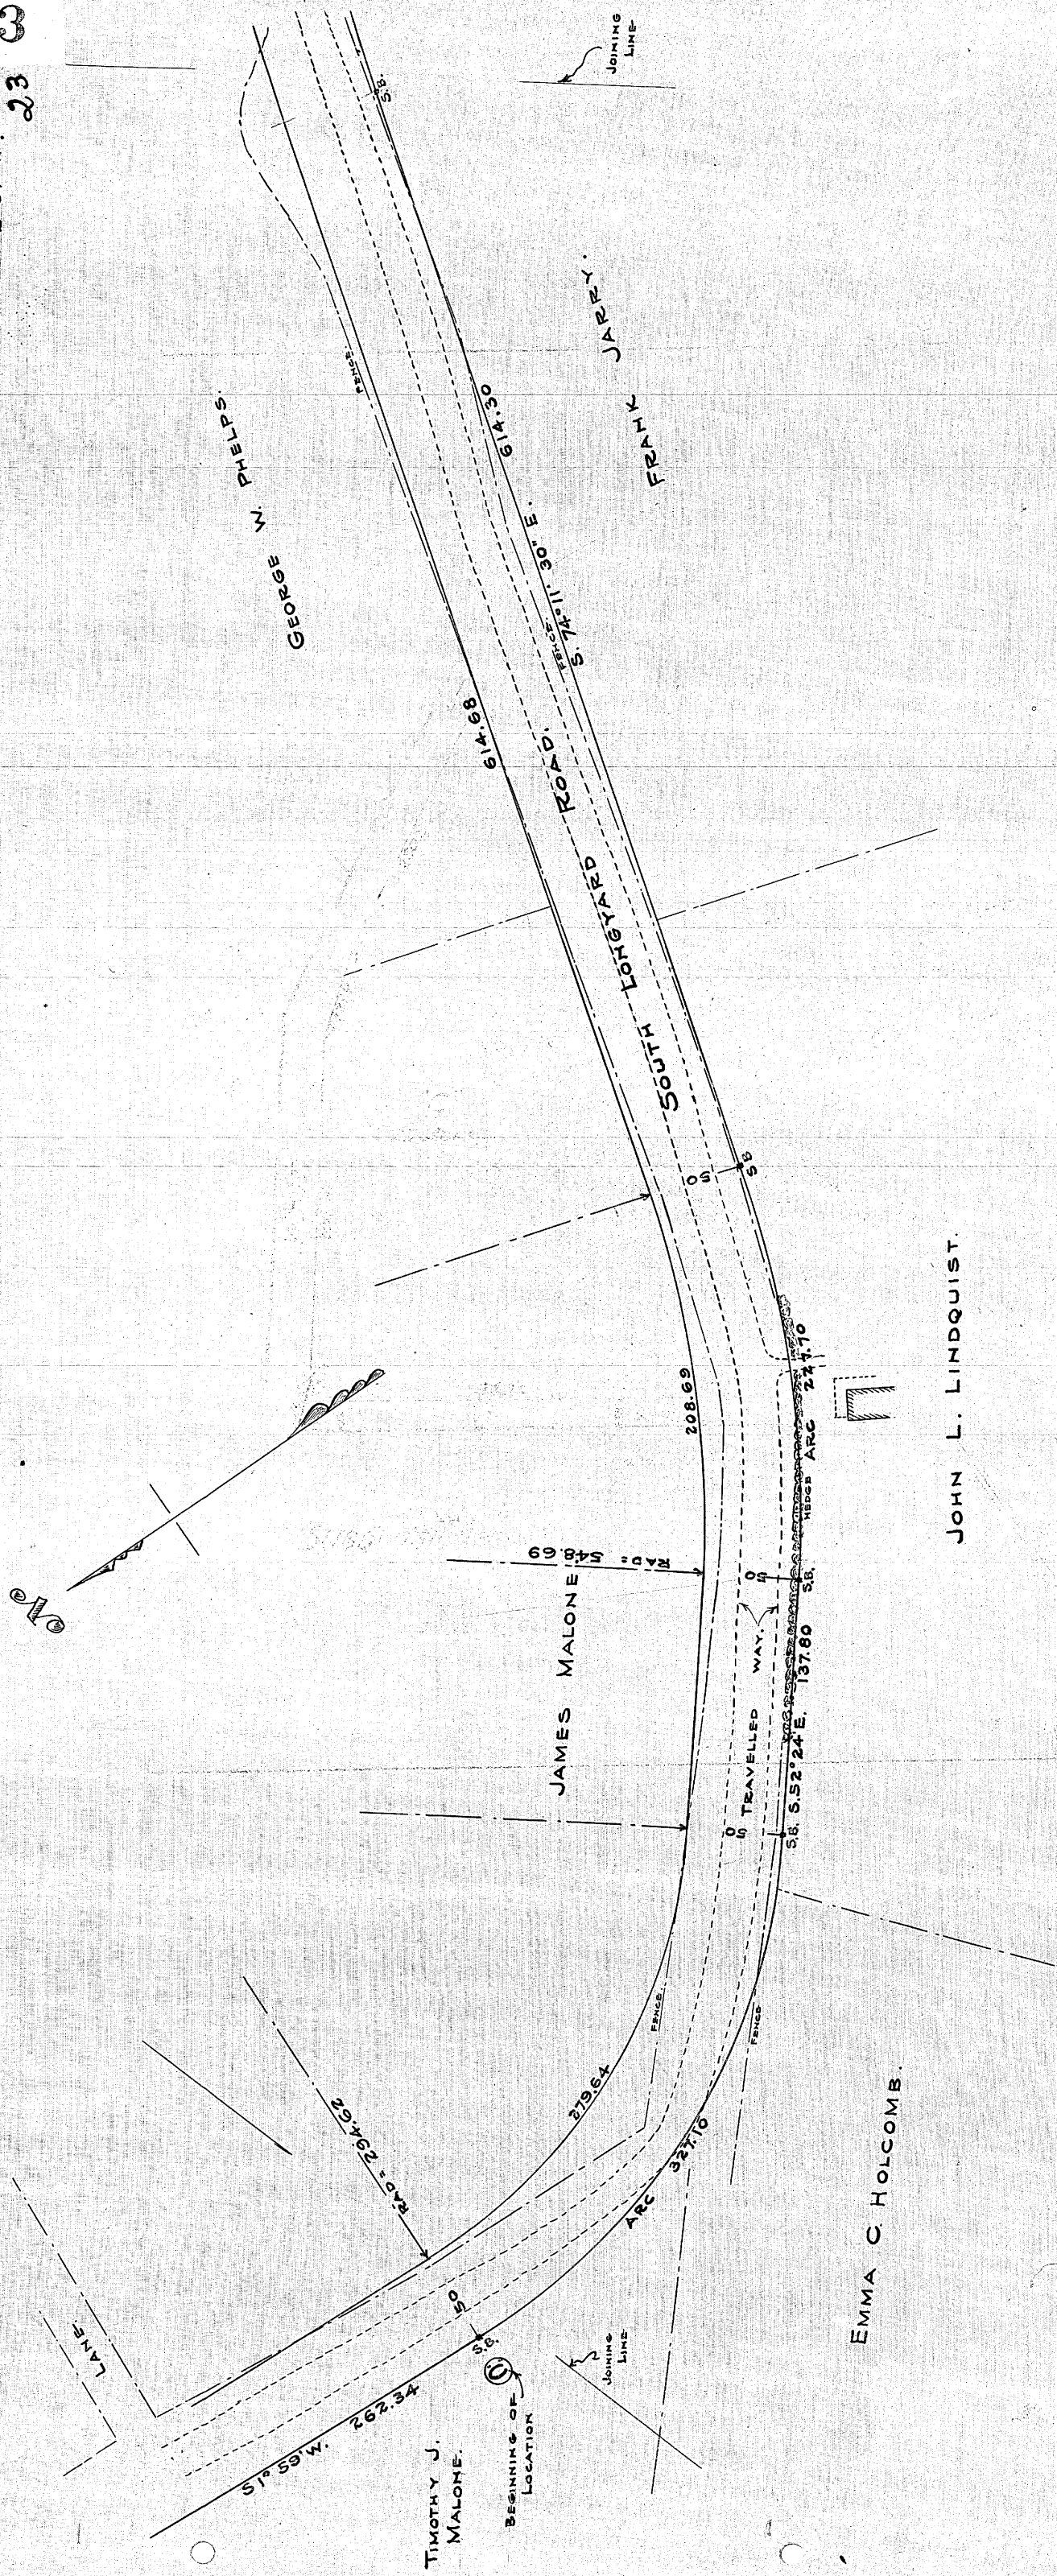 3
23
JOINING
LINE
S.B.
FRANK JARRY.
GEORGE W. PHELPS.
FENCE.
614.30
S. 74° 11' 30" E.
FENCE.
614.68
SOUTH LONGYARD ROAD.
50
S B
JOHN L. LINDQUIST.
208.69
ARC 227.70
HEDGE
RAD = 548.69
JAMES MALONE
50
S.B.
TRAVELLED WAY.
S.52°24'E. 137.80
S.B.
50
N
FENCE
FENCE
279.64
RAD = 294.62
ARC 327.10
EMMA C. HOLCOMB.
LANE
50
S.B.
C
BEGINNING OF
LOCATION
JOINING
LINE
S1° 59' W. 262.34
TIMOTHY J.
MALONE.